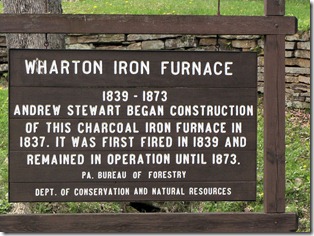 WHARTON IRON FURNACE
1839 - 1873
ANDREW STEWART BEGAN CONSTRUCTION
OF THIS CHARCOAL IRON FURNACE IN
1837. IT WAS FIRST FIRED IN 1839 AND
REMAINED IN OPERATION UNTIL 1873.
PA. BUREAU OF FORESTRY
DEPT. OF CONSERVATION AND NATURAL RESOURCES